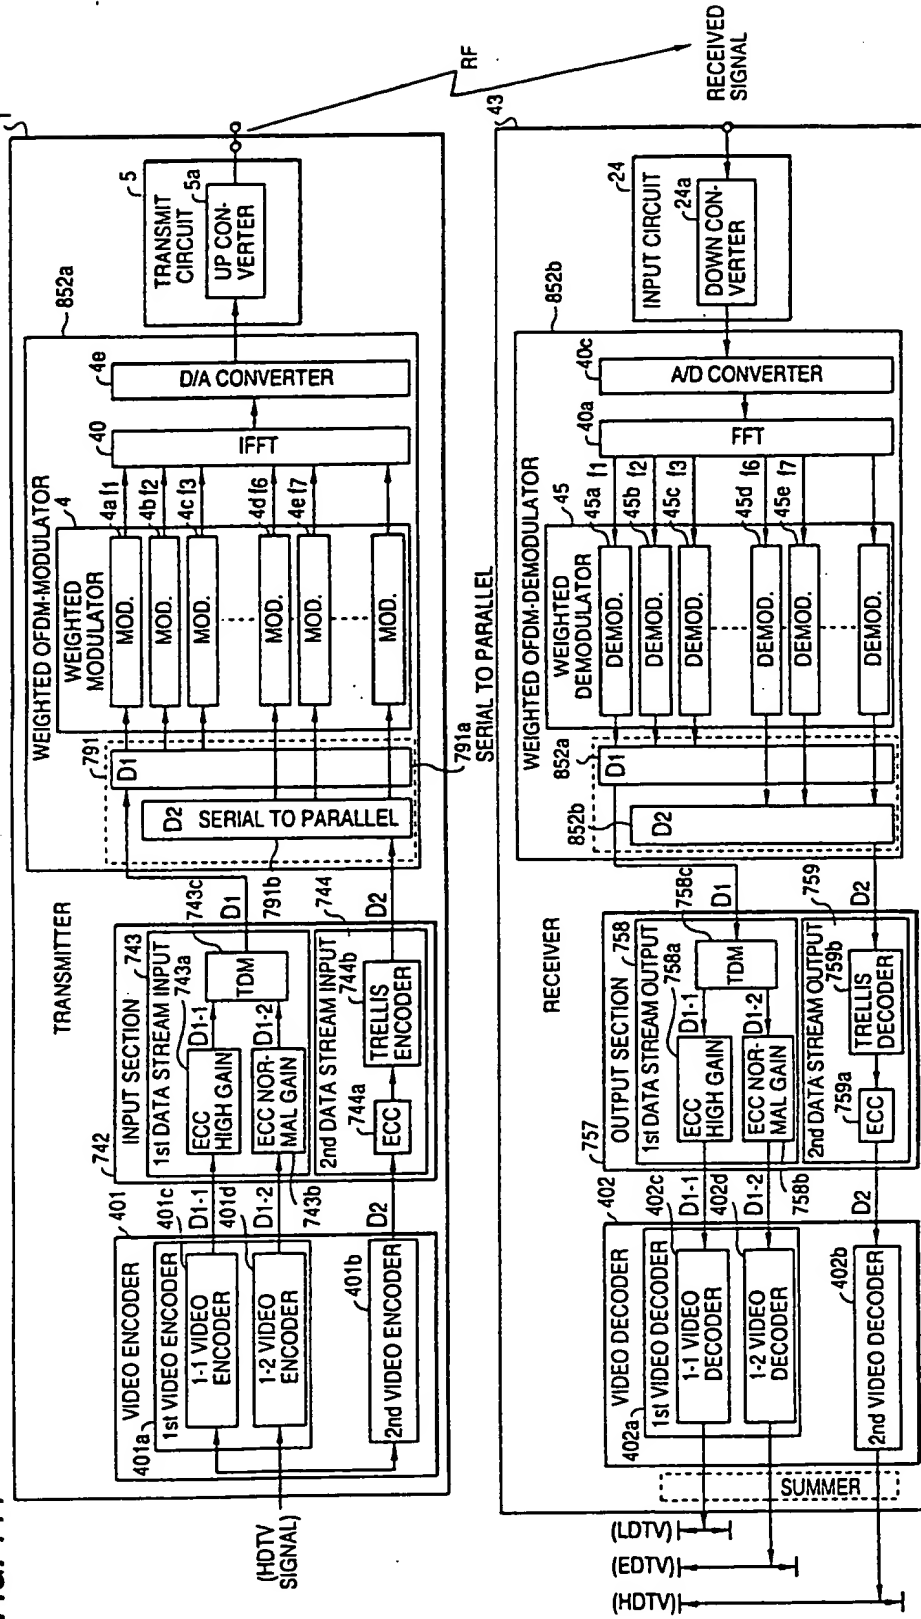 1
TRANSMITTER
(HDTV
SIGNAL)
VIDEO ENCODER
401
401a
1st VIDEO ENCODER
401c
1-1 VIDEO
ENCODER
401d
1-2 VIDEO
ENCODER
2nd VIDEO ENCODER
401b
D1-1
D1-2
D2
742
INPUT SECTION
743
1st DATA STREAM INPUT
743a
ECC
HIGH GAIN
D1-1
743c
TDM
ECC NOR-
MAL GAIN
D1-2
743b
2nd DATA STREAM INPUT
744
744a
ECC
744b
TRELLIS
ENCODER
D1
D2
WEIGHTED OFDM-MODULATOR
852a
791
D1
D2
SERIAL TO PARALLEL
791b
791a
SERIAL TO PARALLEL
WEIGHTED
MODULATOR
4
MOD.
4a
f1
MOD.
4b
f2
MOD.
4c
f3
MOD.
4d
f6
MOD.
4e
f7
MOD.
40
IFFT
4e
D/A CONVERTER
TRANSMIT
CIRCUIT
5
5a
UP CON-
VERTER
RF
RECEIVED
SIGNAL
43
RECEIVER
INPUT CIRCUIT
24
24a
DOWN CON-
VERTER
WEIGHTED OFDM-DEMODULATOR
852b
40c
A/D CONVERTER
40a
FFT
WEIGHTED
DEMODULATOR
45
DEMOD.
45a
f1
DEMOD.
45b
f2
DEMOD.
45c
f3
DEMOD.
45d
f6
DEMOD.
45e
f7
DEMOD.
852a
D1
852b
D2
D1
D2
757
OUTPUT SECTION
758
1st DATA STREAM OUTPUT
758a
ECC
HIGH GAIN
D1-1
758c
TDM
ECC NOR-
MAL GAIN
D1-2
758b
2nd DATA STREAM OUTPUT
759
759a
ECC
759b
TRELLIS
DECODER
D1-1
D1-2
D2
VIDEO DECODER
402
402a
1st VIDEO DECODER
402c
1-1 VIDEO
DECODER
402d
1-2 VIDEO
DECODER
2nd VIDEO DECODER
402b
SUMMER
(LDTV)
(EDTV)
(HDTV)